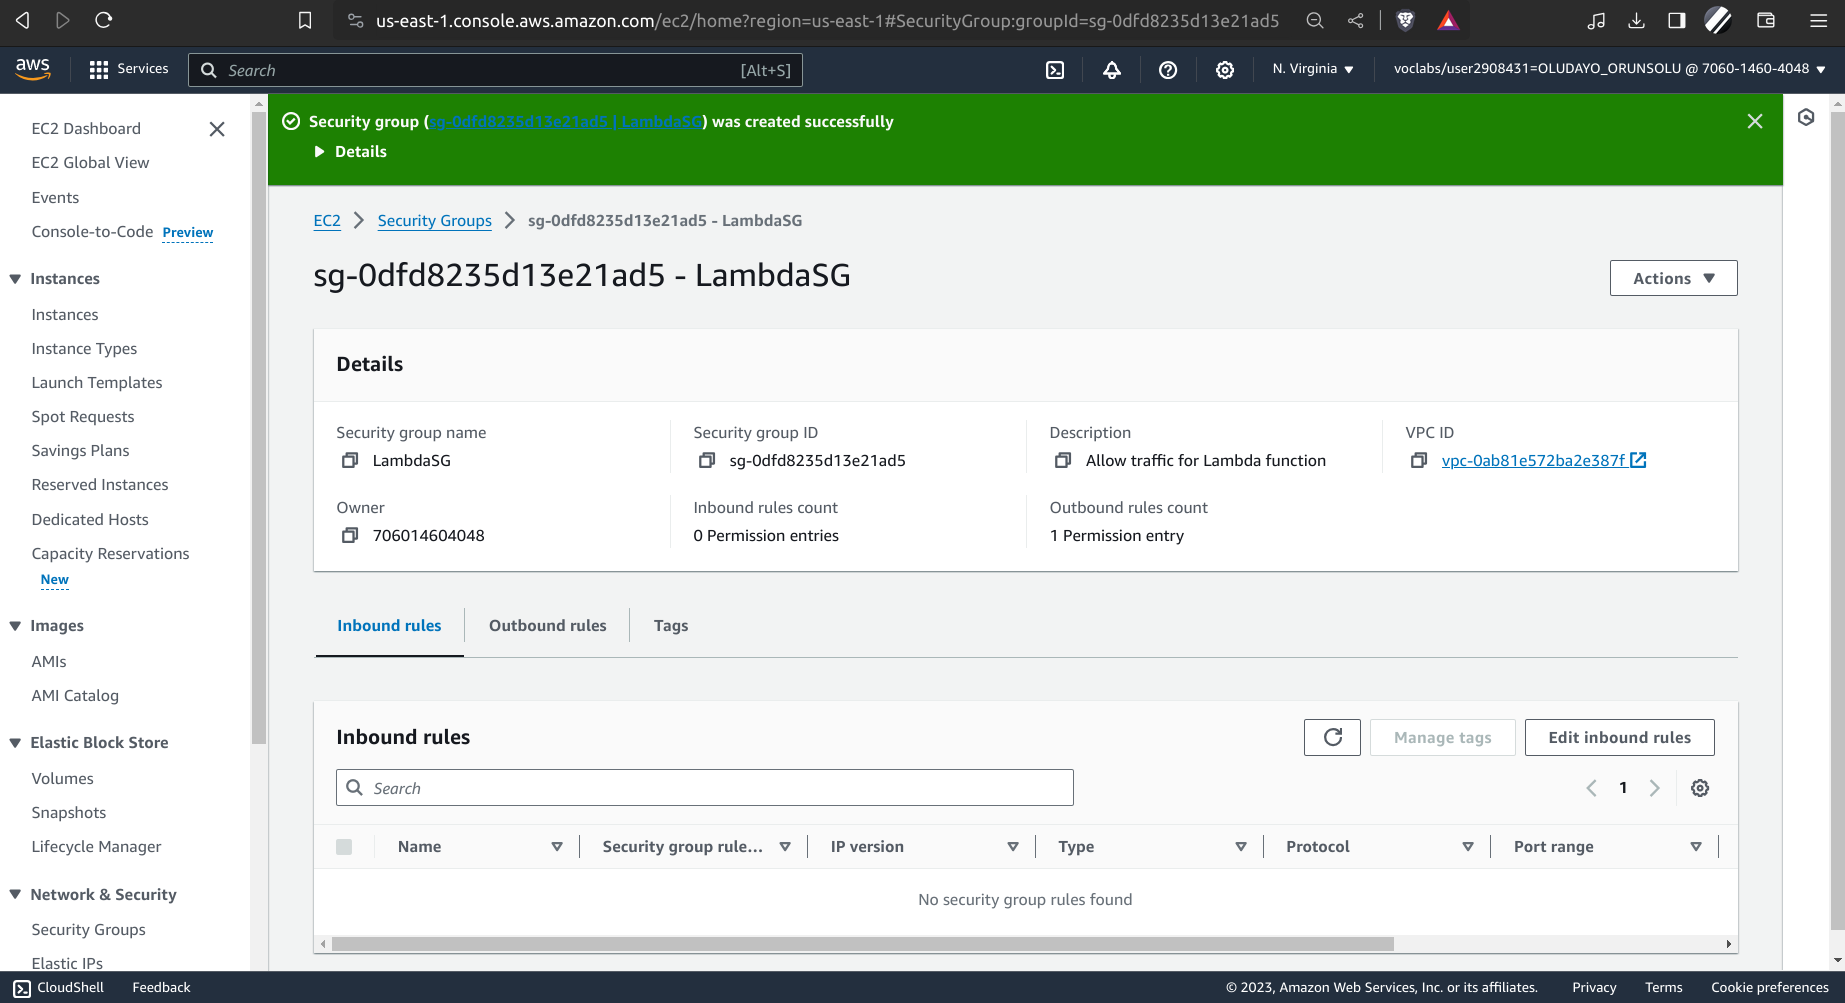 us-east-1.console.aws.amazon.com/ec2/home?region=us-east-1#SecurityGroup:groupId=sg-0dfd8235d13e21ad5
aws
Services
Search
[Alt+S]
N. Virginia
voclabs/user2908431=OLUDAYO_ORUNSOLU @ 7060-1460-4048
EC2 Dashboard
EC2 Global View
Events
Console-to-Code Preview
Instances
Instances
Instance Types
Launch Templates
Spot Requests
Savings Plans
Reserved Instances
Dedicated Hosts
Capacity Reservations
New
Images
AMIs
AMI Catalog
Elastic Block Store
Volumes
Snapshots
Lifecycle Manager
Network & Security
Security Groups
Elastic IPs
Security group (sg-0dfd8235d13e21ad5 | LambdaSG) was created successfully
Details
EC2
Security Groups
sg-0dfd8235d13e21ad5 - LambdaSG
sg-0dfd8235d13e21ad5 - LambdaSG
Actions
Details
Security group name
LambdaSG
Security group ID
sg-0dfd8235d13e21ad5
Description
Allow traffic for Lambda function
VPC ID
vpc-0ab81e572ba2e387f
Owner
706014604048
Inbound rules count
0 Permission entries
Outbound rules count
1 Permission entry
Inbound rules
Outbound rules
Tags
Inbound rules
Manage tags
Edit inbound rules
Search
1
Name
Security group rule...
IP version
Type
Protocol
Port range
No security group rules found
CloudShell
Feedback
© 2023, Amazon Web Services, Inc. or its affiliates.
Privacy
Terms
Cookie preferences